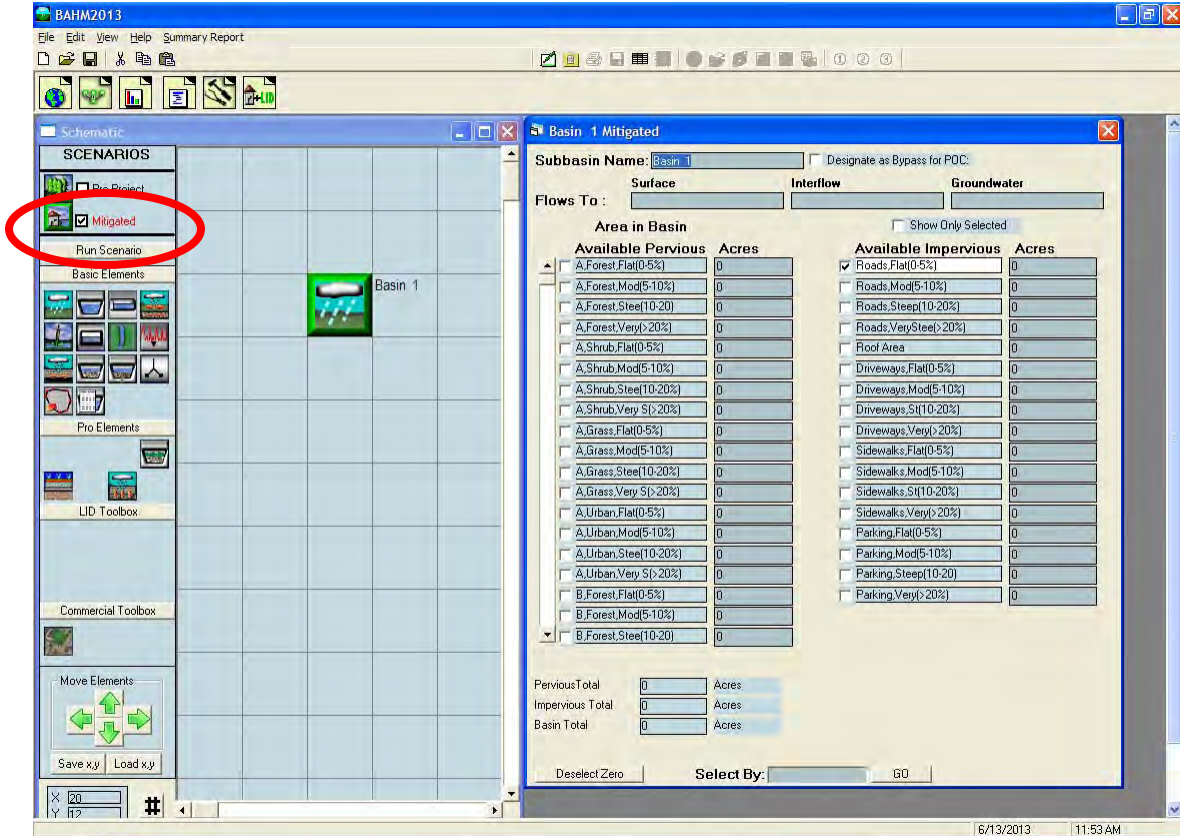 BAHM2013
File Edit View Help Summary Report
Schematic
SCENARIOS
Pre-Project
Mitigated
Run Scenario
Basic Elements
Pro Elements
LID Toolbox
Commercial Toolbox
Move Elements
Save x,y Load x,y
X 20
Y 12
#
Basin 1
Basin 1 Mitigated
Subbasin Name: Basin 1 Designate as Bypass for POC:
Surface Interflow Groundwater
Flows To :
Area in Basin Show Only Selected
Available Pervious Acres Available Impervious Acres
A,Forest,Flat(0-5%) 0 Roads,Flat(0-5%) 0
A,Forest,Mod(5-10%) 0 Roads,Mod(5-10%) 0
A,Forest,Stee(10-20) 0 Roads,Steep(10-20%) 0
A,Forest,Very(>20%) 0 Roads,VerySteep(>20%) 0
A,Shrub,Flat(0-5%) 0 Roof Area 0
A,Shrub,Mod(5-10%) 0 Driveways,Flat(0-5%) 0
A,Shrub,Stee(10-20%) 0 Driveways,Mod(5-10%) 0
A,Shrub,Very S(>20%) 0 Driveways,St(10-20%) 0
A,Grass,Flat(0-5%) 0 Driveways,Very(>20%) 0
A,Grass,Mod(5-10%) 0 Sidewalks,Flat(0-5%) 0
A,Grass,Stee(10-20%) 0 Sidewalks,Mod(5-10%) 0
A,Grass,Very S(>20%) 0 Sidewalks,St(10-20%) 0
A,Urban,Flat(0-5%) 0 Sidewalks,Very(>20%) 0
A,Urban,Mod(5-10%) 0 Parking,Flat(0-5%) 0
A,Urban,Stee(10-20%) 0 Parking,Mod(5-10%) 0
A,Urban,Very S(>20%) 0 Parking,Steep(10-20) 0
B,Forest,Flat(0-5%) 0 Parking,Very(>20%) 0
B,Forest,Mod(5-10%) 0
B,Forest,Stee(10-20) 0
PerviousTotal 0 Acres
Impervious Total 0 Acres
Basin Total 0 Acres
Deselect Zero Select By: GO
6/13/2013 11:53 AM